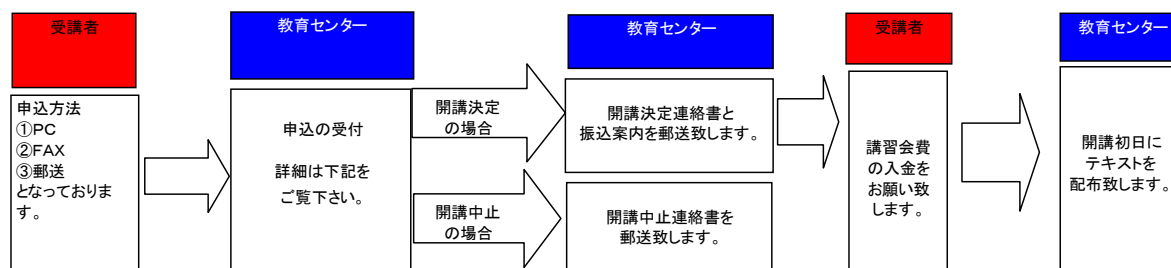 受講者
申込方法
①PC
②FAX
③郵送
となっておりま
す。
教育センター
申込の受付
詳細は下記を
ご覧下さい。
開講決定
の場合
開講中止
の場合
教育センター
開講決定連絡書と
振込案内を郵送致します。
開講中止連絡書を
郵送致します。
受講者
講習会費
の入金を
お願い致
します。
教育センター
開講初日に
テキストを
配布致します。